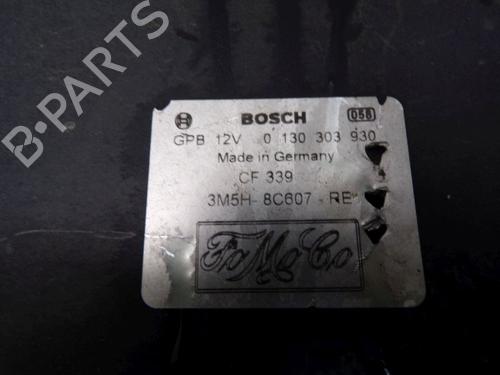 B-PARTS
BOSCH 058
GPB 12V 0 130 303 930
Made in Germany
CF 339
3M5H- 8C607 - RE
FoMoCo